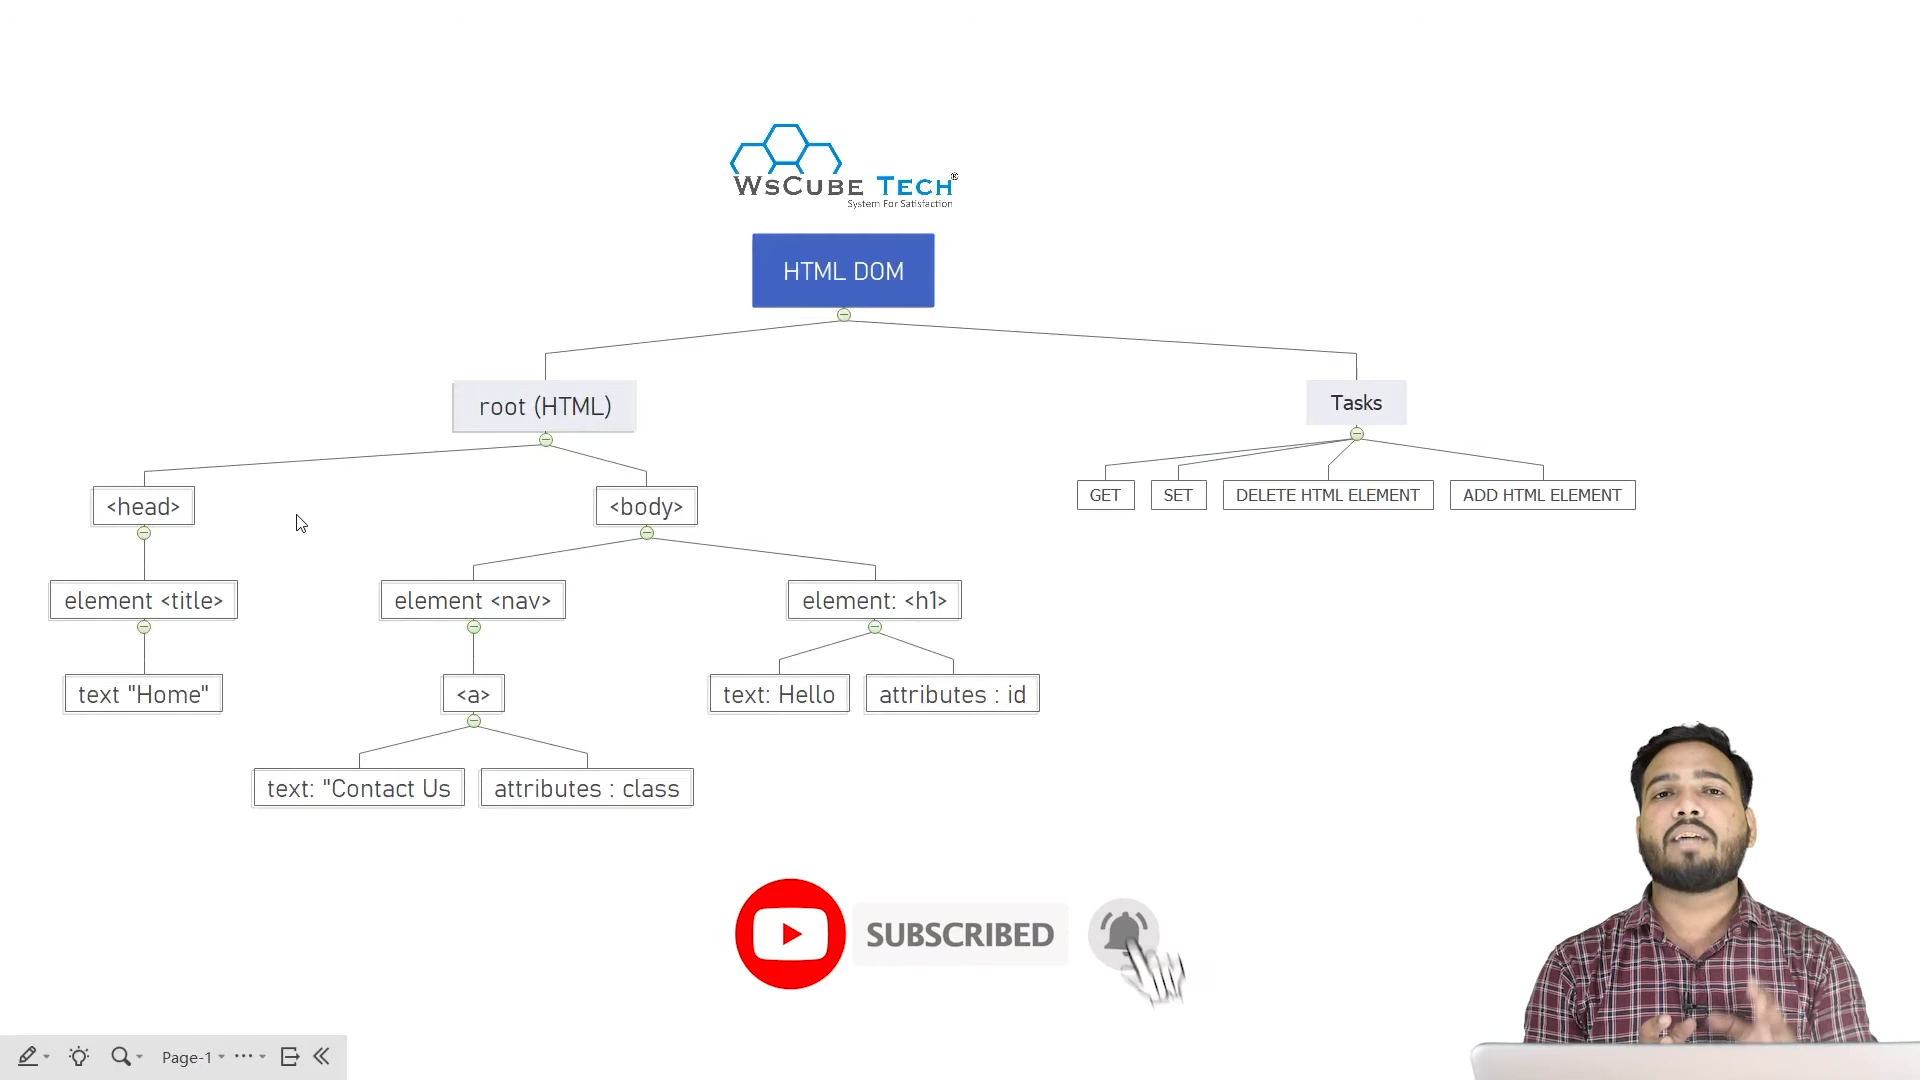 WsCube Tech®
System For Satisfaction
HTML DOM
root (HTML)
Tasks
<head>
<body>
GET
SET
DELETE HTML ELEMENT
ADD HTML ELEMENT
element <title>
element <nav>
element: <h1>
text "Home"
<a>
text: Hello
attributes : id
text: "Contact Us
attributes : class
SUBSCRIBED
Page-1